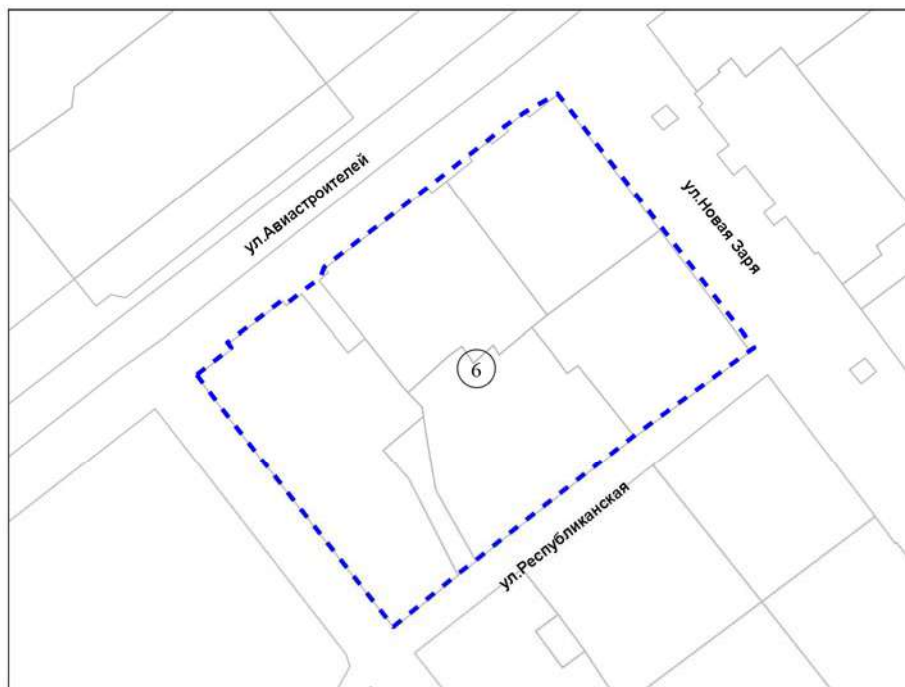 ул.Авиастроителей
ул.Новая Заря
6
ул.Республиканская